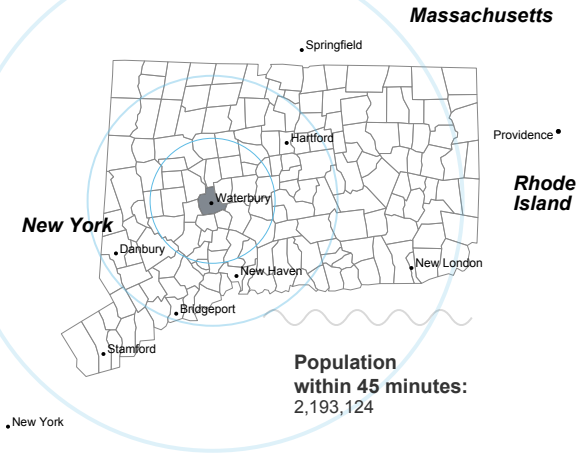 Massachusetts
Springfield
Hartford
Providence
Waterbury
Rhode
Island
New York
Danbury
New London
New Haven
Bridgeport
Stamford
Population
within 45 minutes:
2,193,124
New York